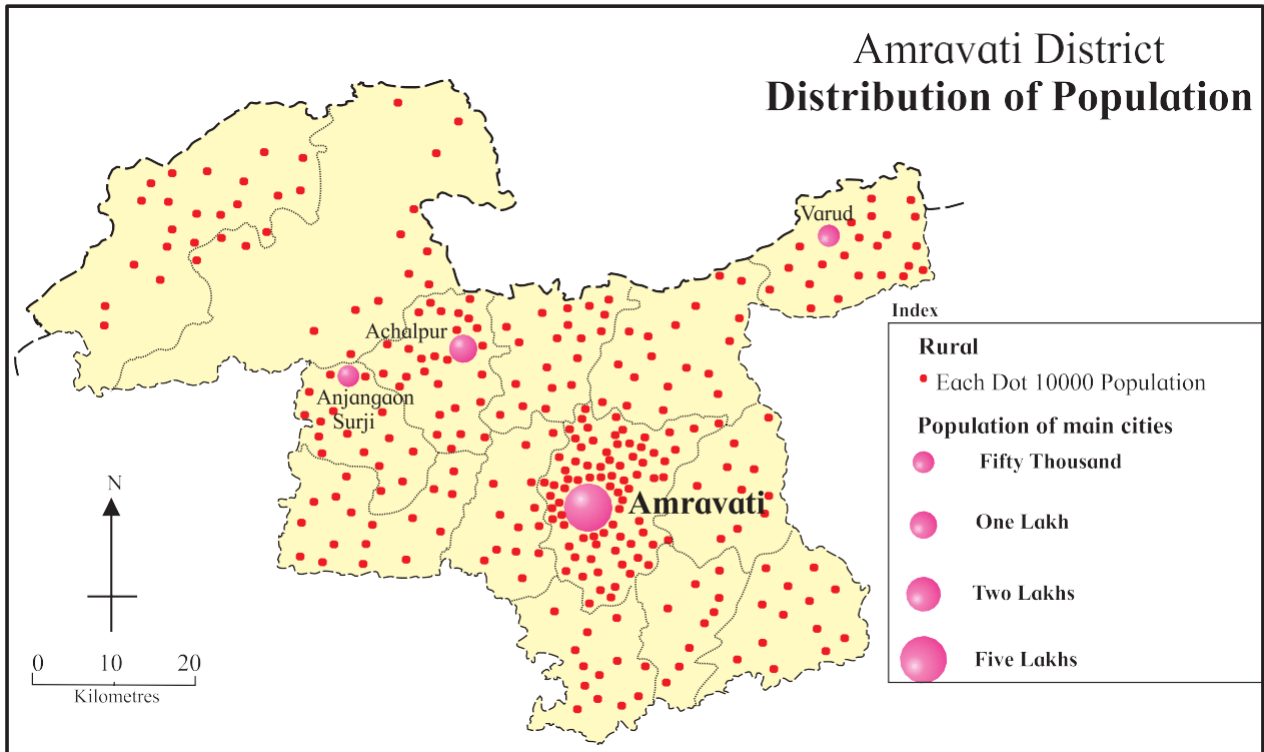 Amravati District
Distribution of Population
Varud
Achalpur
Anjangaon
Surji
Amravati
N
0 10 20
Kilometres
Index
Rural
Each Dot 10000 Population
Population of main cities
Fifty Thousand
One Lakh
Two Lakhs
Five Lakhs